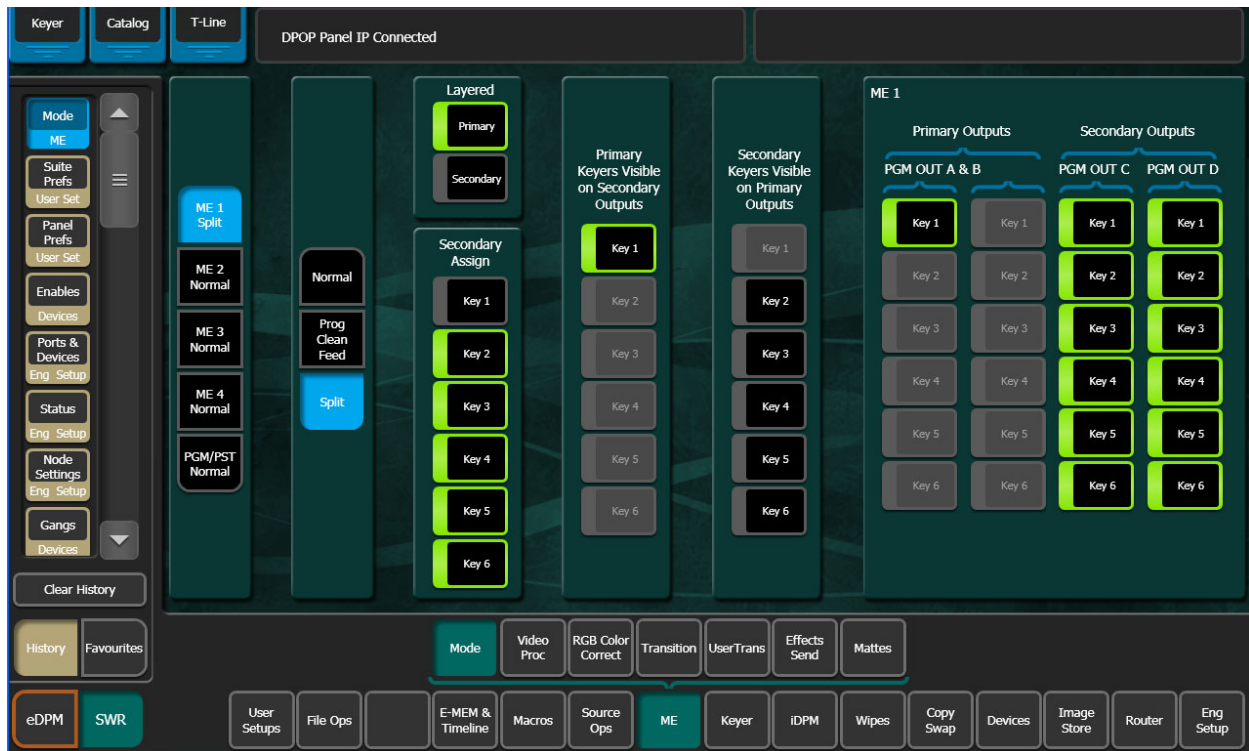 Keyer
Catalog
T-Line
DPOP Panel IP Connected
Mode
ME
Suite
Prefs
User Set
Panel
Prefs
User Set
Enables
Devices
Ports &
Devices
Eng Setup
Status
Eng Setup
Node
Settings
Eng Setup
Gangs
Devices
Clear History
History
Favourites
ME 1
Split
ME 2
Normal
ME 3
Normal
ME 4
Normal
PGM/PST
Normal
Normal
Prog
Clean
Feed
Split
Layered
Primary
Secondary
Secondary
Assign
Key 1
Key 2
Key 3
Key 4
Key 5
Key 6
Primary
Keyers Visible
on Secondary
Outputs
Key 1
Key 2
Key 3
Key 4
Key 5
Key 6
Secondary
Keyers Visible
on Primary
Outputs
Key 1
Key 2
Key 3
Key 4
Key 5
Key 6
ME 1
Primary Outputs
Secondary Outputs
PGM OUT A & B
PGM OUT C
PGM OUT D
Key 1 Key 1 Key 1 Key 1
Key 2 Key 2 Key 2 Key 2
Key 3 Key 3 Key 3 Key 3
Key 4 Key 4 Key 4 Key 4
Key 5 Key 5 Key 5 Key 5
Key 6 Key 6 Key 6 Key 6
Mode
Video
Proc
RGB Color
Correct
Transition
UserTrans
Effects
Send
Mattes
eDPM
SWR
User
Setups
File Ops
E-MEM &
Timeline
Macros
Source
Ops
ME
Keyer
iDPM
Wipes
Copy
Swap
Devices
Image
Store
Router
Eng
Setup